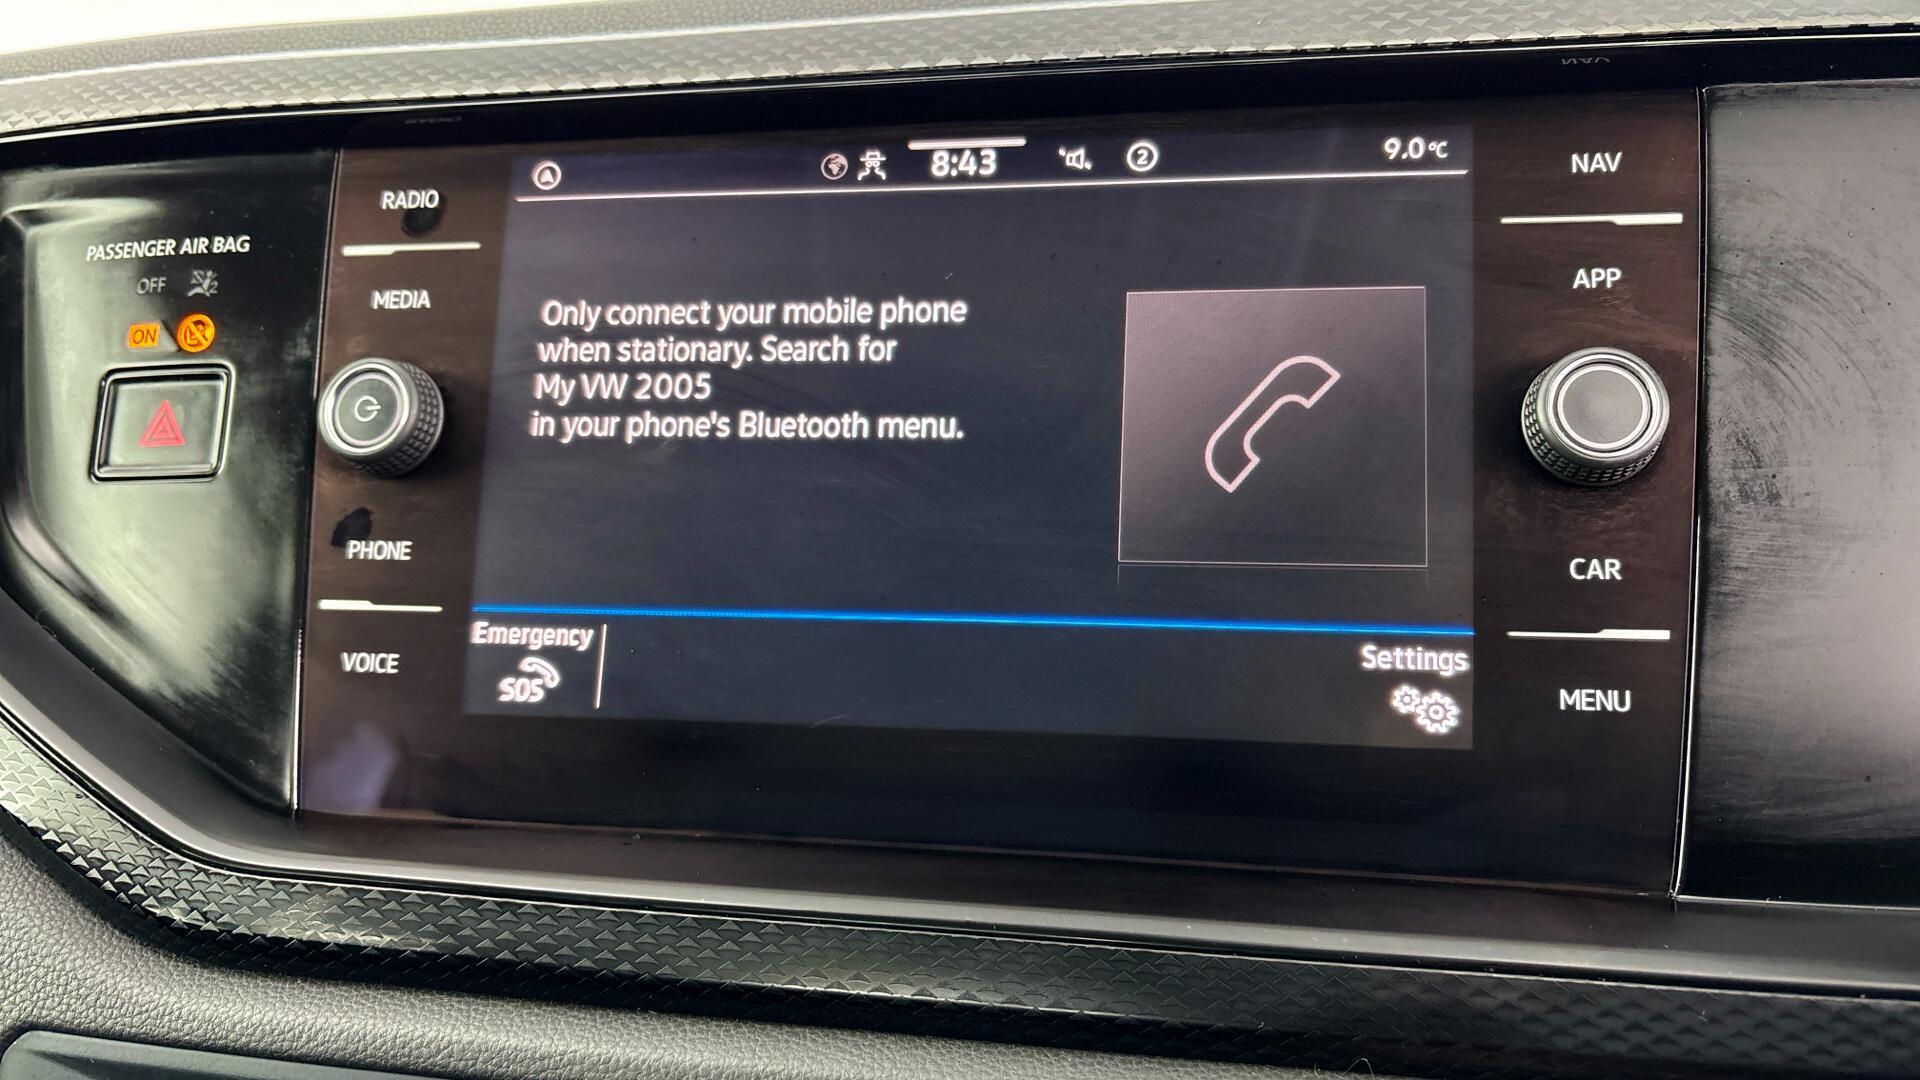 8:43
2
9.0°C
RADIO
MEDIA
PHONE
VOICE
PASSENGER AIR BAG
OFF
ON
Only connect your mobile phone
when stationary. Search for
My VW 2005
in your phone's Bluetooth menu.
Emergency
SOS
Settings
NAV
APP
CAR
MENU